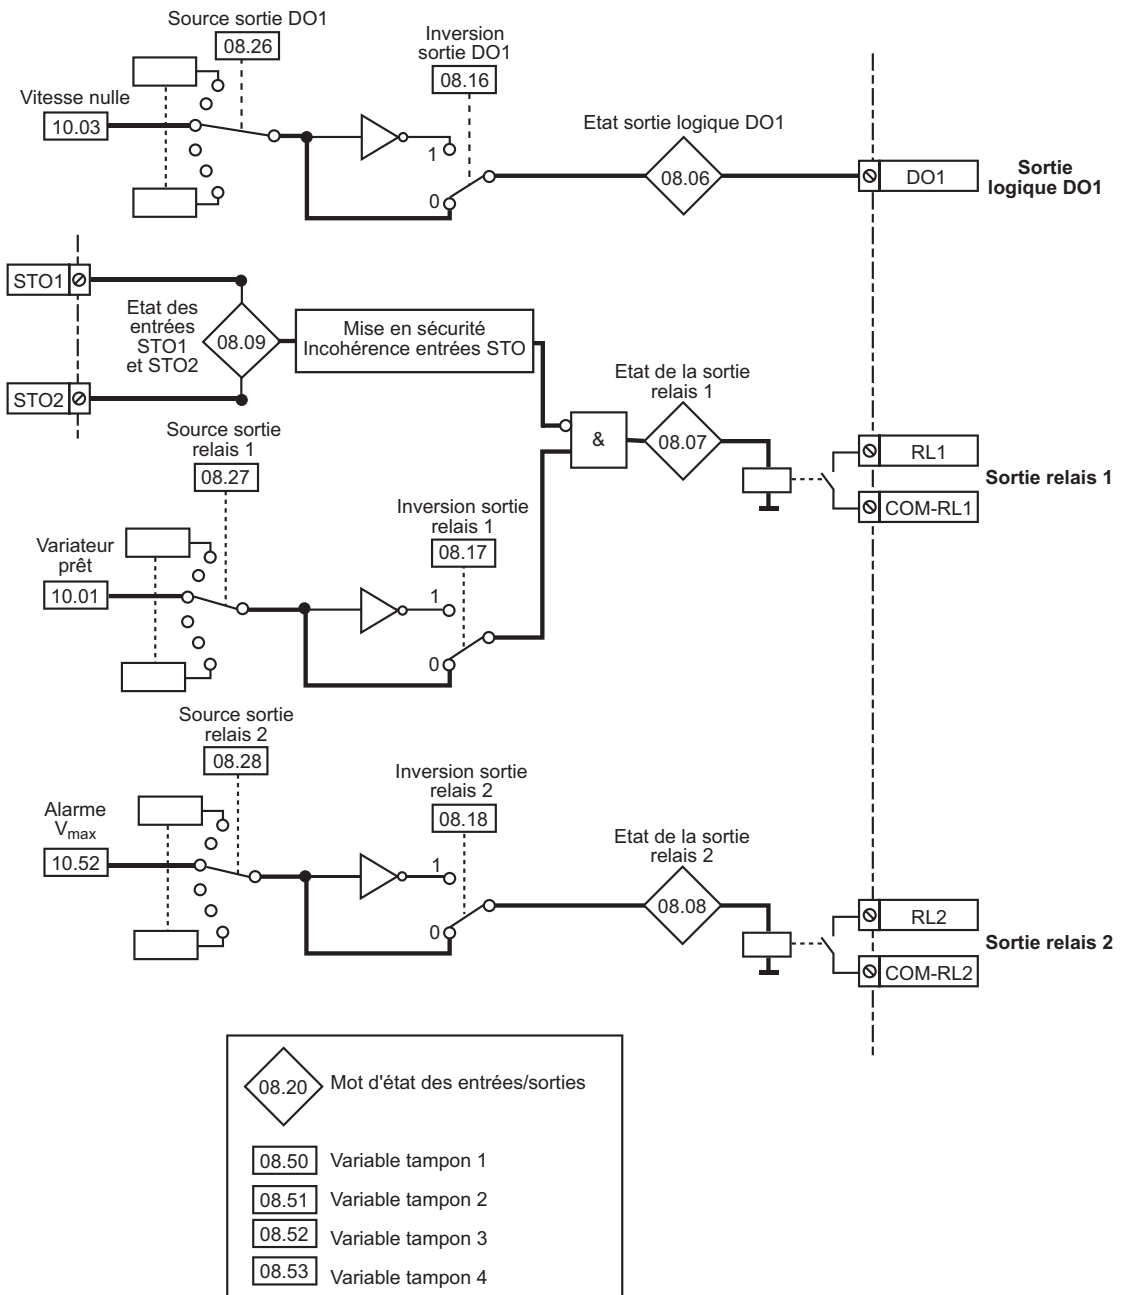 Source sortie DO1
08.26
Inversion
sortie DO1
08.16
Vitesse nulle
10.03
1
0
Etat sortie logique DO1
08.06
DO1
Sortie
logique DO1
STO1
Etat des
entrées
STO1
et STO2
08.09
STO2
Mise en sécurité
Incohérence entrées STO
Source sortie
relais 1
08.27
Inversion sortie
relais 1
08.17
Variateur
prêt
10.01
1
0
&
Etat de la sortie
relais 1
08.07
RL1
COM-RL1
Sortie relais 1
Source sortie
relais 2
08.28
Inversion sortie
relais 2
08.18
Alarme
Vmax
10.52
1
0
Etat de la sortie
relais 2
08.08
RL2
COM-RL2
Sortie relais 2
08.20 Mot d'état des entrées/sorties
08.50 Variable tampon 1
08.51 Variable tampon 2
08.52 Variable tampon 3
08.53 Variable tampon 4